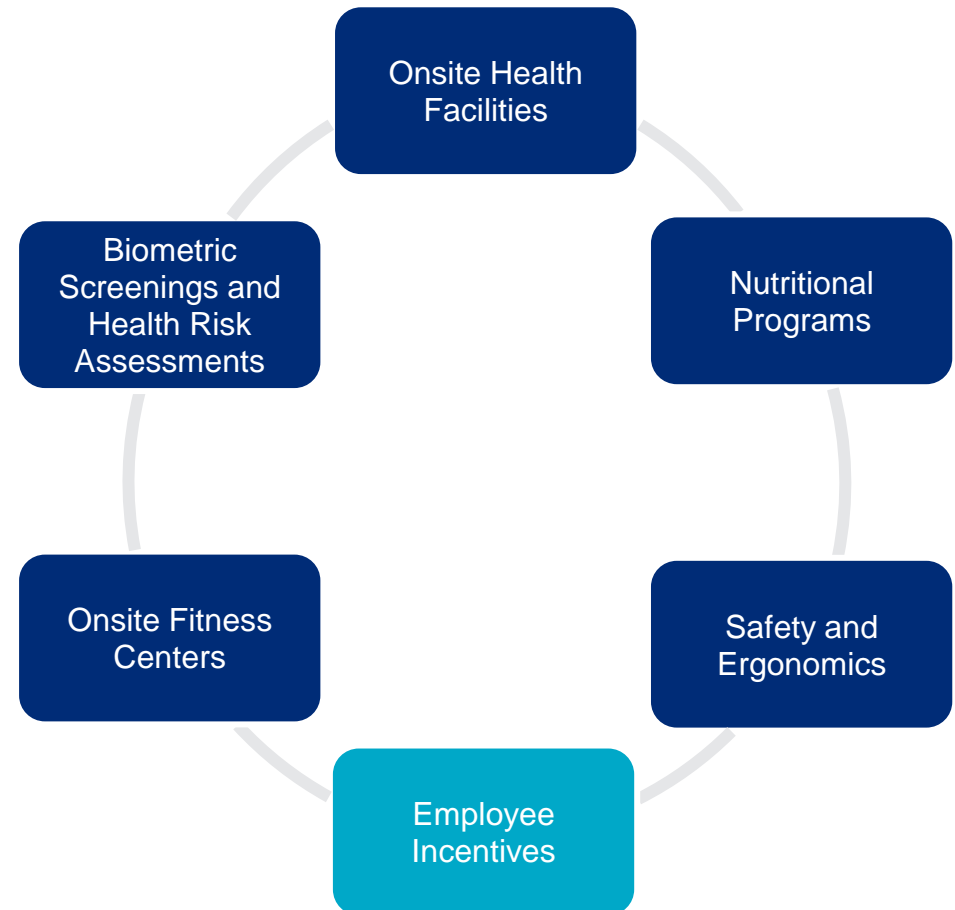 Onsite Health
Facilities
Nutritional
Programs
Safety and
Ergonomics
Employee
Incentives
Onsite Fitness
Centers
Biometric
Screenings and
Health Risk
Assessments